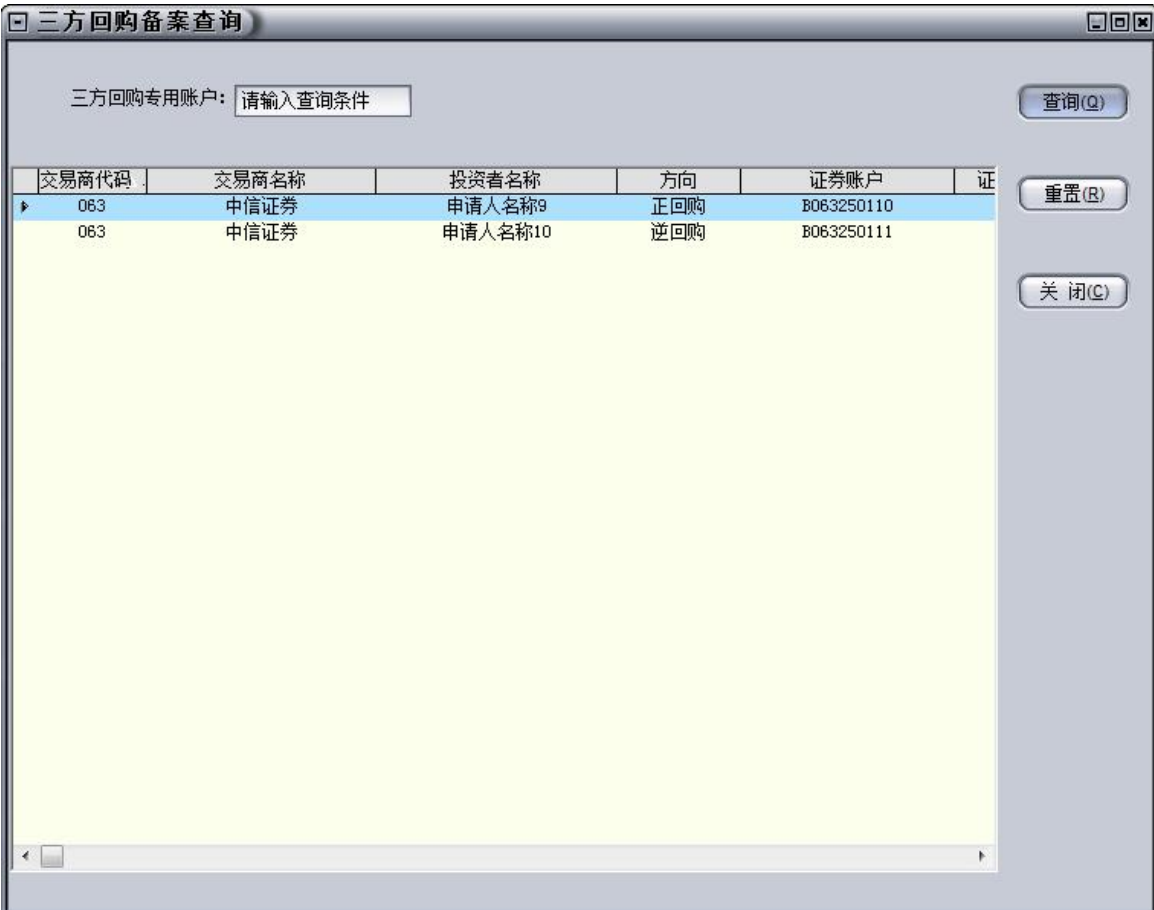 三方回购备案查询
三方回购专用账户: 请输入查询条件 查询(Q)
交易商代码 交易商名称 投资者名称 方向 证券账户 证
重置(R)
063 中信证券 申请人名称9 正回购 B063250110
063 中信证券 申请人名称10 逆回购 B063250111
关 闭(C)